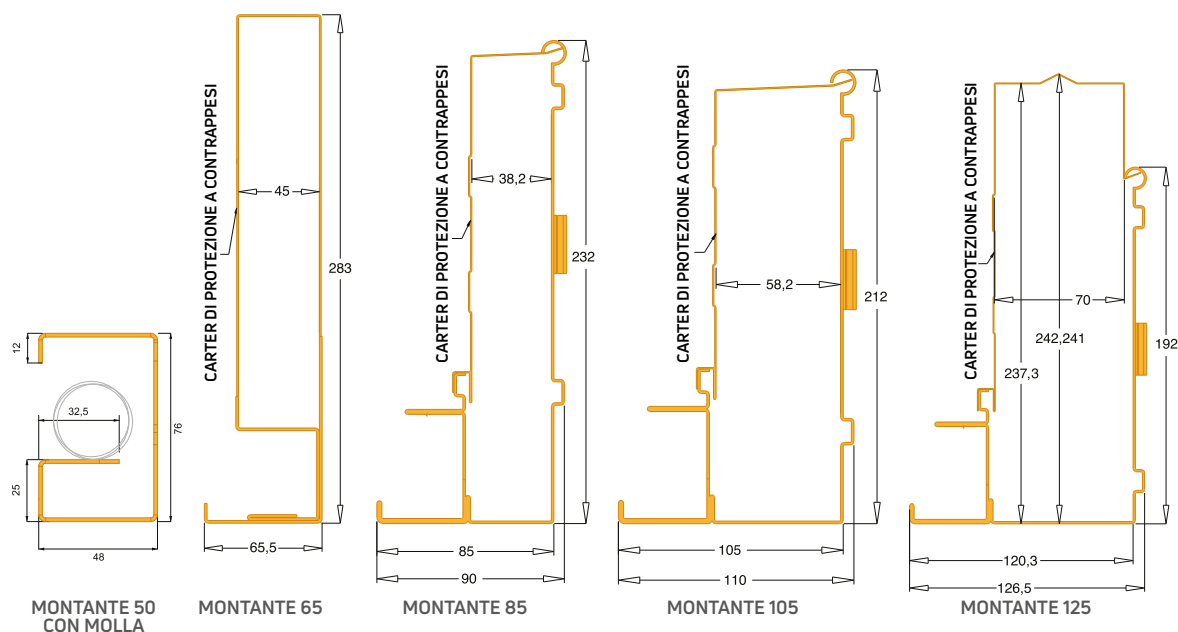 12
32,5
76
25
48
MONTANTE 50
CON MOLLA
CARTER DI PROTEZIONE A CONTRAPPESI
45
283
65,5
MONTANTE 65
CARTER DI PROTEZIONE A CONTRAPPESI
38,2
232
85
90
MONTANTE 85
CARTER DI PROTEZIONE A CONTRAPPESI
58,2
212
105
110
MONTANTE 105
CARTER DI PROTEZIONE A CONTRAPPESI
70
242,241
237,3
192
120,3
126,5
MONTANTE 125